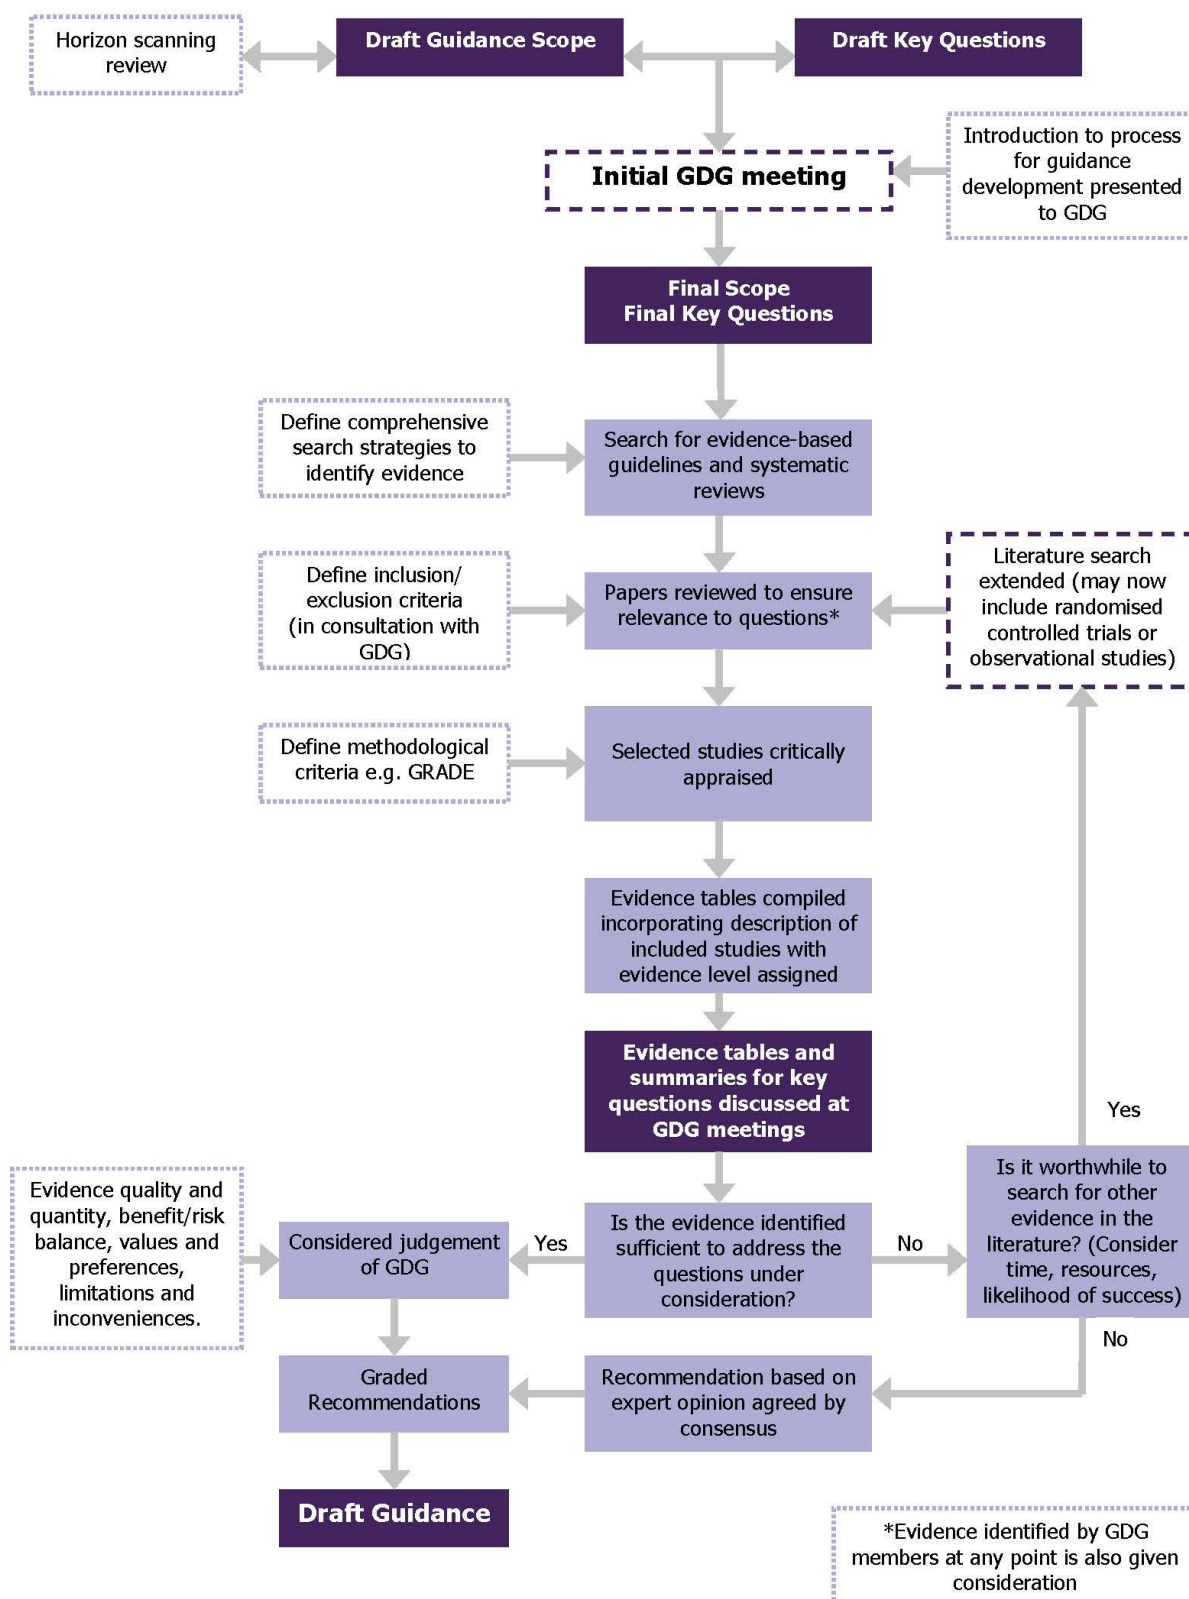 Horizon scanning
review
Draft Guidance Scope
Draft Key Questions
Introduction to process
for guidance
development presented
to GDG
Initial GDG meeting
Final Scope
Final Key Questions
Define comprehensive
search strategies to
identify evidence
Search for evidence-based
guidelines and systematic
reviews
Define inclusion/
exclusion criteria
(in consultation with
GDG)
Papers reviewed to ensure
relevance to questions*
Literature search
extended (may now
include randomised
controlled trials or
observational studies)
Define methodological
criteria e.g. GRADE
Selected studies critically
appraised
Evidence tables compiled
incorporating description of
included studies with
evidence level assigned
Evidence tables and
summaries for key
questions discussed at
GDG meetings
Yes
Evidence quality and
quantity, benefit/risk
balance, values and
preferences,
limitations and
inconveniences.
Considered judgement
of GDG
Yes
Is the evidence identified
sufficient to address the
questions under
consideration?
No
Is it worthwhile to
search for other
evidence in the
literature? (Consider
time, resources,
likelihood of success)
No
Graded
Recommendations
Recommendation based on
expert opinion agreed by
consensus
Draft Guidance
*Evidence identified by GDG
members at any point is also given
consideration